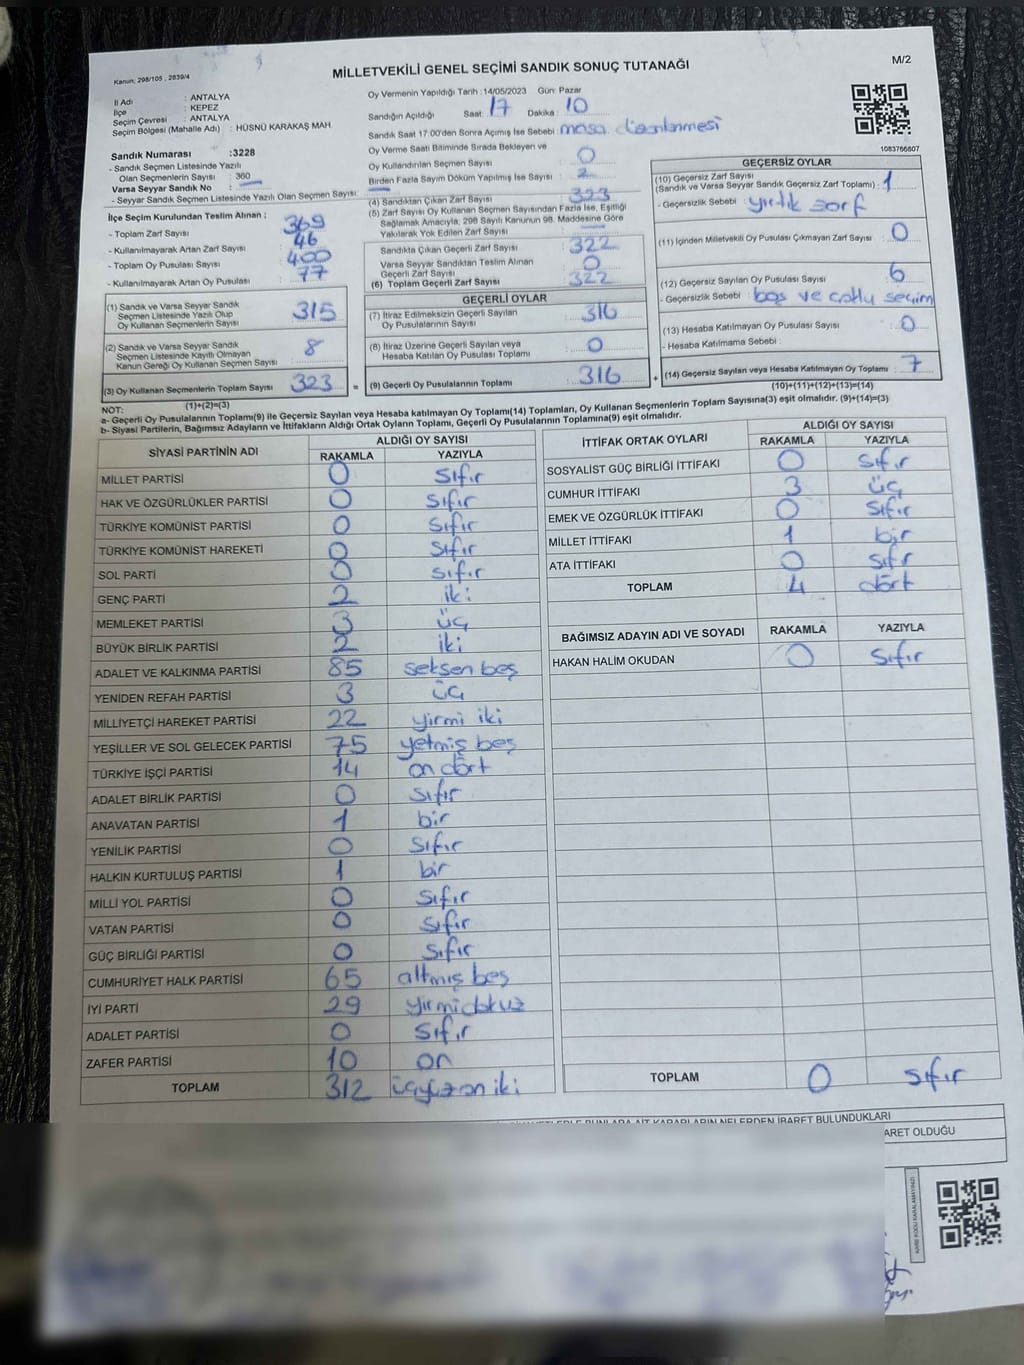 Kanun, 298/105 , 2839/4
MİLLETVEKİLİ GENEL SEÇİMİ SANDIK SONUÇ TUTANAĞI
M/2
İl Adı : ANTALYA
İlçe : KEPEZ
Seçim Çevresi : ANTALYA
Seçim Bölgesi (Mahalle Adı) : HÜSNÜ KARAKAŞ MAH.
Sandık Numarası :3228
- Sandık Seçmen Listesinde Yazılı
Olan Seçmenlerin Sayısı : 360
Varsa Seyyar Sandık No :
- Seyyar Sandık Seçmen Listesinde Yazılı Olan Seçmen Sayısı:
Oy Vermenin Yapıldığı Tarih :14/05/2023 Gün: Pazar
Sandığın Açıldığı Saat: 17 Dakika: 10
Sandık Saat 17.00'den Sonra Açılmış İse Sebebi : masa düzenlenmesi
Oy Verme Saati Bitiminde Sırada Bekleyen ve
Oy Kullandırılan Seçmen Sayısı : 0
Birden Fazla Sayım Döküm Yapılmış İse Sayısı : 2
(4) Sandıktan Çıkan Zarf Sayısı : 323
(5) Zarf Sayısı Oy Kullanan Seçmen Sayısından Fazla İse, Eşitliği
Sağlamak Amacıyla, 298 Sayılı Kanunun 98. Maddesine Göre
Yakılarak Yok Edilen Zarf Sayısı :
1083766807
İlçe Seçim Kurulundan Teslim Alınan ;
- Toplam Zarf Sayısı : 369
- Kullanılmayarak Artan Zarf Sayısı : 46
- Toplam Oy Pusulası Sayısı : 400
- Kullanılmayarak Artan Oy Pusulası : 77
Sandıkta Çıkan Geçerli Zarf Sayısı : 322
Varsa Seyyar Sandıktan Teslim Alınan
Geçerli Zarf Sayısı : 0
(6) Toplam Geçerli Zarf Sayısı : 322
GEÇERSİZ OYLAR
(10) Geçersiz Zarf Sayısı
(Sandık ve Varsa Seyyar Sandık Geçersiz Zarf Toplamı) : 1
- Geçersizlik Sebebi : yırtık zarf
(11) İçinden Milletvekili Oy Pusulası Çıkmayan Zarf Sayısı : 0
(12) Geçersiz Sayılan Oy Pusulası Sayısı : 6
- Geçersizlik Sebebi : boş ve çoklu seçim
(13) Hesaba Katılmayan Oy Pusulası Sayısı : 0
- Hesaba Katılmama Sebebi :
(14) Geçersiz Sayılan veya Hesaba Katılmayan Oy Toplamı : 7
(10)+(11)+(12)+(13)=(14)
(1) Sandık ve Varsa Seyyar Sandık
Seçmen Listesinde Yazılı Olup
Oy Kullanan Seçmenlerin Sayısı : 315
(2) Sandık ve Varsa Seyyar Sandık
Seçmen Listesinde Kayıtlı Olmayan
Kanun Gereği Oy Kullanan Seçmen Sayısı : 8
(3) Oy Kullanan Seçmenlerin Toplam Sayısı : 323 =
(1)+(2)=(3)
GEÇERLİ OYLAR
(7) İtiraz Edilmeksizin Geçerli Sayılan
Oy Pusulalarının Sayısı : 316
(8) İtiraz Üzerine Geçerli Sayılan veya
Hesaba Katılan Oy Pusulası Toplamı : 0
(9) Geçerli Oy Pusulalarının Toplamı : 316 +
NOT:
a- Geçerli Oy Pusulalarının Toplamı(9) ile Geçersiz Sayılan veya Hesaba katılmayan Oy Toplamı(14) Toplamları, Oy Kullanan Seçmenlerin Toplam Sayısına(3) eşit olmalıdır. (9)+(14)=(3)
b- Siyasi Partilerin, Bağımsız Adayların ve İttifakların Aldığı Ortak Oyların Toplamı, Geçerli Oy Pusulalarının Toplamına(9) eşit olmalıdır.
SİYASİ PARTİNİN ADI ALDIĞI OY SAYISI
RAKAMLA YAZIYLA
MİLLET PARTİSİ 0 sıfır
HAK VE ÖZGÜRLÜKLER PARTİSİ 0 sıfır
TÜRKİYE KOMÜNİST PARTİSİ 0 sıfır
TÜRKİYE KOMÜNİST HAREKETİ 0 sıfır
SOL PARTİ 0 sıfır
GENÇ PARTİ 2 iki
MEMLEKET PARTİSİ 3 üç
BÜYÜK BİRLİK PARTİSİ 2 iki
ADALET VE KALKINMA PARTİSİ 85 seksen beş
YENİDEN REFAH PARTİSİ 3 üç
MİLLİYETÇİ HAREKET PARTİSİ 22 yirmi iki
YEŞİLLER VE SOL GELECEK PARTİSİ 75 yetmiş beş
TÜRKİYE İŞÇİ PARTİSİ 14 on dört
ADALET BİRLİK PARTİSİ 0 sıfır
ANAVATAN PARTİSİ 1 bir
YENİLİK PARTİSİ 0 sıfır
HALKIN KURTULUŞ PARTİSİ 1 bir
MİLLİ YOL PARTİSİ 0 sıfır
VATAN PARTİSİ 0 sıfır
GÜÇ BİRLİĞİ PARTİSİ 0 sıfır
CUMHURİYET HALK PARTİSİ 65 altmış beş
İYİ PARTİ 29 yirmidokuz
ADALET PARTİSİ 0 sıfır
ZAFER PARTİSİ 10 on
TOPLAM 312 üçyüzon iki
İTTİFAK ORTAK OYLARI ALDIĞI OY SAYISI
RAKAMLA YAZIYLA
SOSYALİST GÜÇ BİRLİĞİ İTTİFAKI 0 sıfır
CUMHUR İTTİFAKI 3 üç
EMEK VE ÖZGÜRLÜK İTTİFAKI 0 sıfır
MİLLET İTTİFAKI 1 bir
ATA İTTİFAKI 0 sıfır
TOPLAM 4 dört
BAĞIMSIZ ADAYIN ADI VE SOYADI RAKAMLA YAZIYLA
HAKAN HALİM OKUDAN 0 sıfır
TOPLAM 0 sıfır
BUNLARA AİT KARARLARIN NELERDEN İBARET BULUNDUKLARI
ARET OLDUĞU